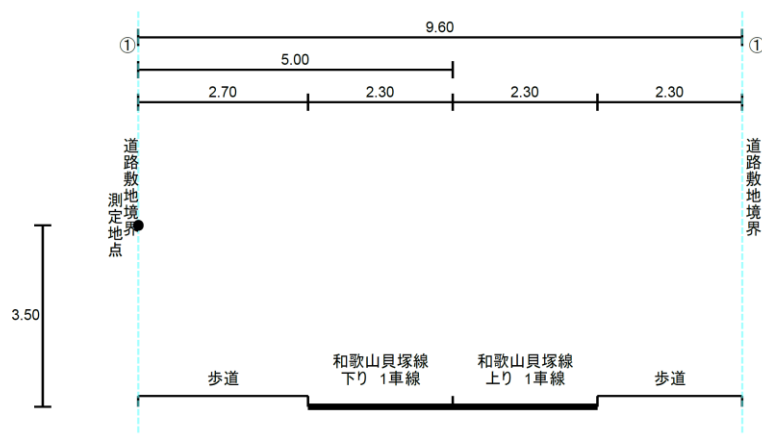 9.60
①
①
5.00
2.70
2.30
2.30
2.30
道路敷地境界
測定地点
道路敷地境界
3.50
歩道
和歌山貝塚線
下り 1車線
和歌山貝塚線
上り 1車線
歩道